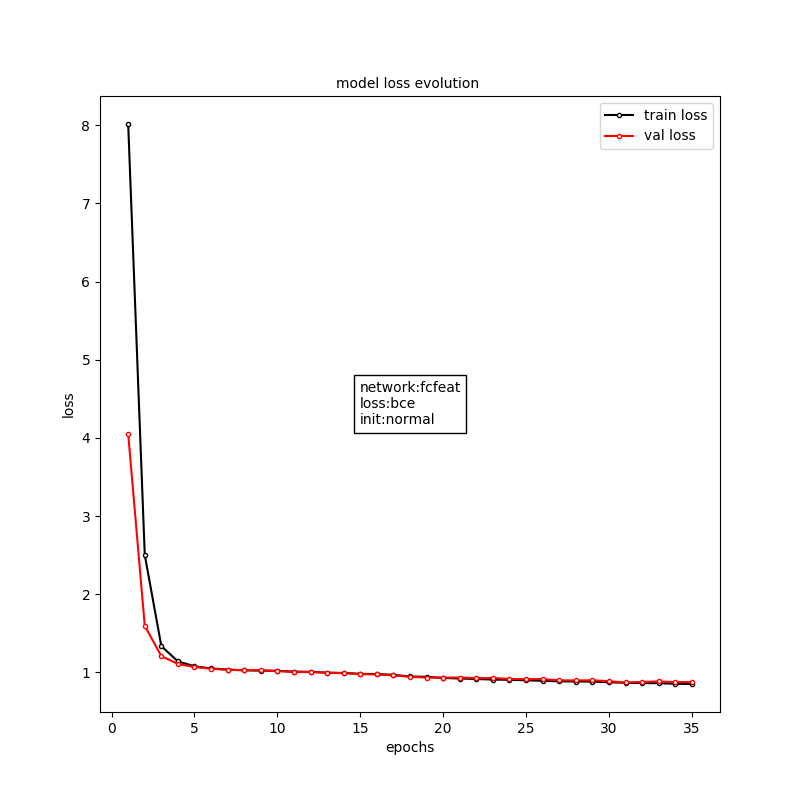 model loss evolution
train loss
val loss
8
7
6
5
4
3
2
1
loss
network:fcfeat
loss:bce
init:normal
0
5
10
15
20
25
30
35
epochs